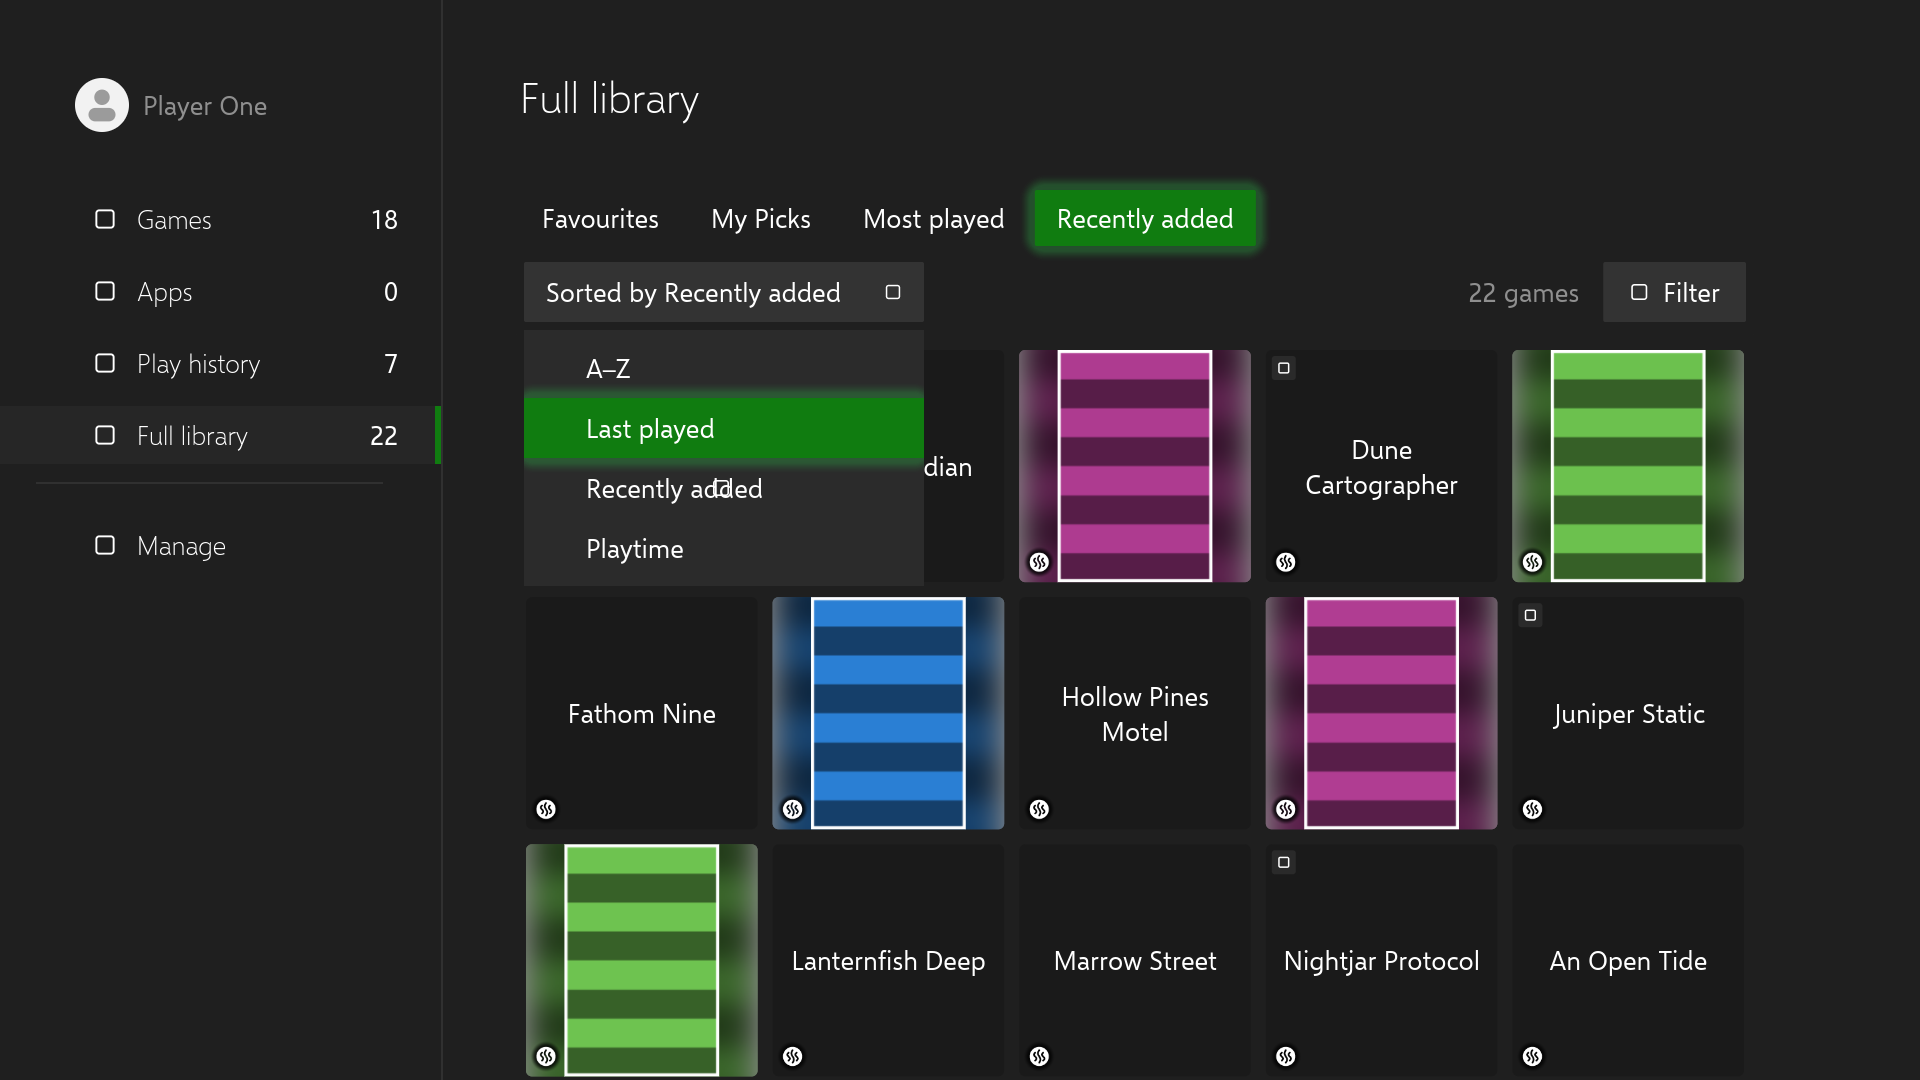 Player One
Games 18
Apps 0
Play history 7
Full library 22
Manage
Full library
Favourites
My Picks
Most played
Recently added
Sorted by Recently added
22 games
Filter
A–Z
Last played
Recently added
Playtime
dian
Dune
Cartographer
Fathom Nine
Hollow Pines
Motel
Juniper Static
Lanternfish Deep
Marrow Street
Nightjar Protocol
An Open Tide